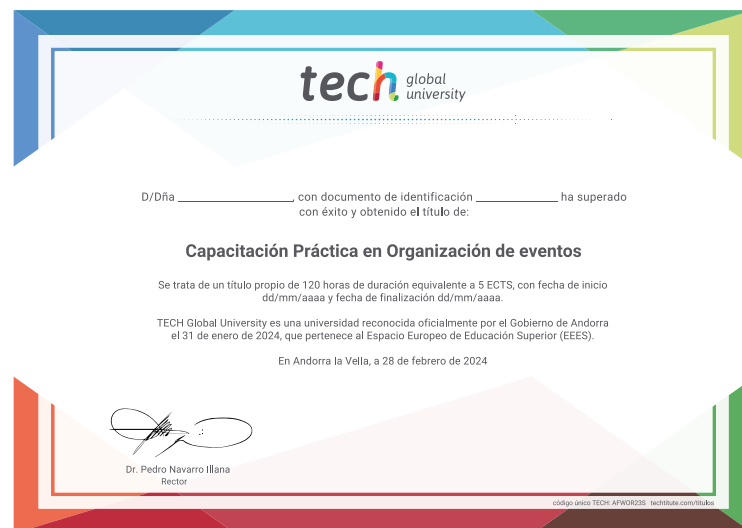 tech global university
D/Dña ____________________, con documento de identificación ______________ ha superado
con éxito y obtenido el título de:
Capacitación Práctica en Organización de eventos
Se trata de un título propio de 120 horas de duración equivalente a 5 ECTS, con fecha de inicio
dd/mm/aaaa y fecha de finalización dd/mm/aaaa.
TECH Global University es una universidad reconocida oficialmente por el Gobierno de Andorra
el 31 de enero de 2024, que pertenece al Espacio Europeo de Educación Superior (EEES).
En Andorra la Vella, a 28 de febrero de 2024
Dr. Pedro Navarro Illana
Rector
código único TECH: AFWOR23S techtitute.com/titulos